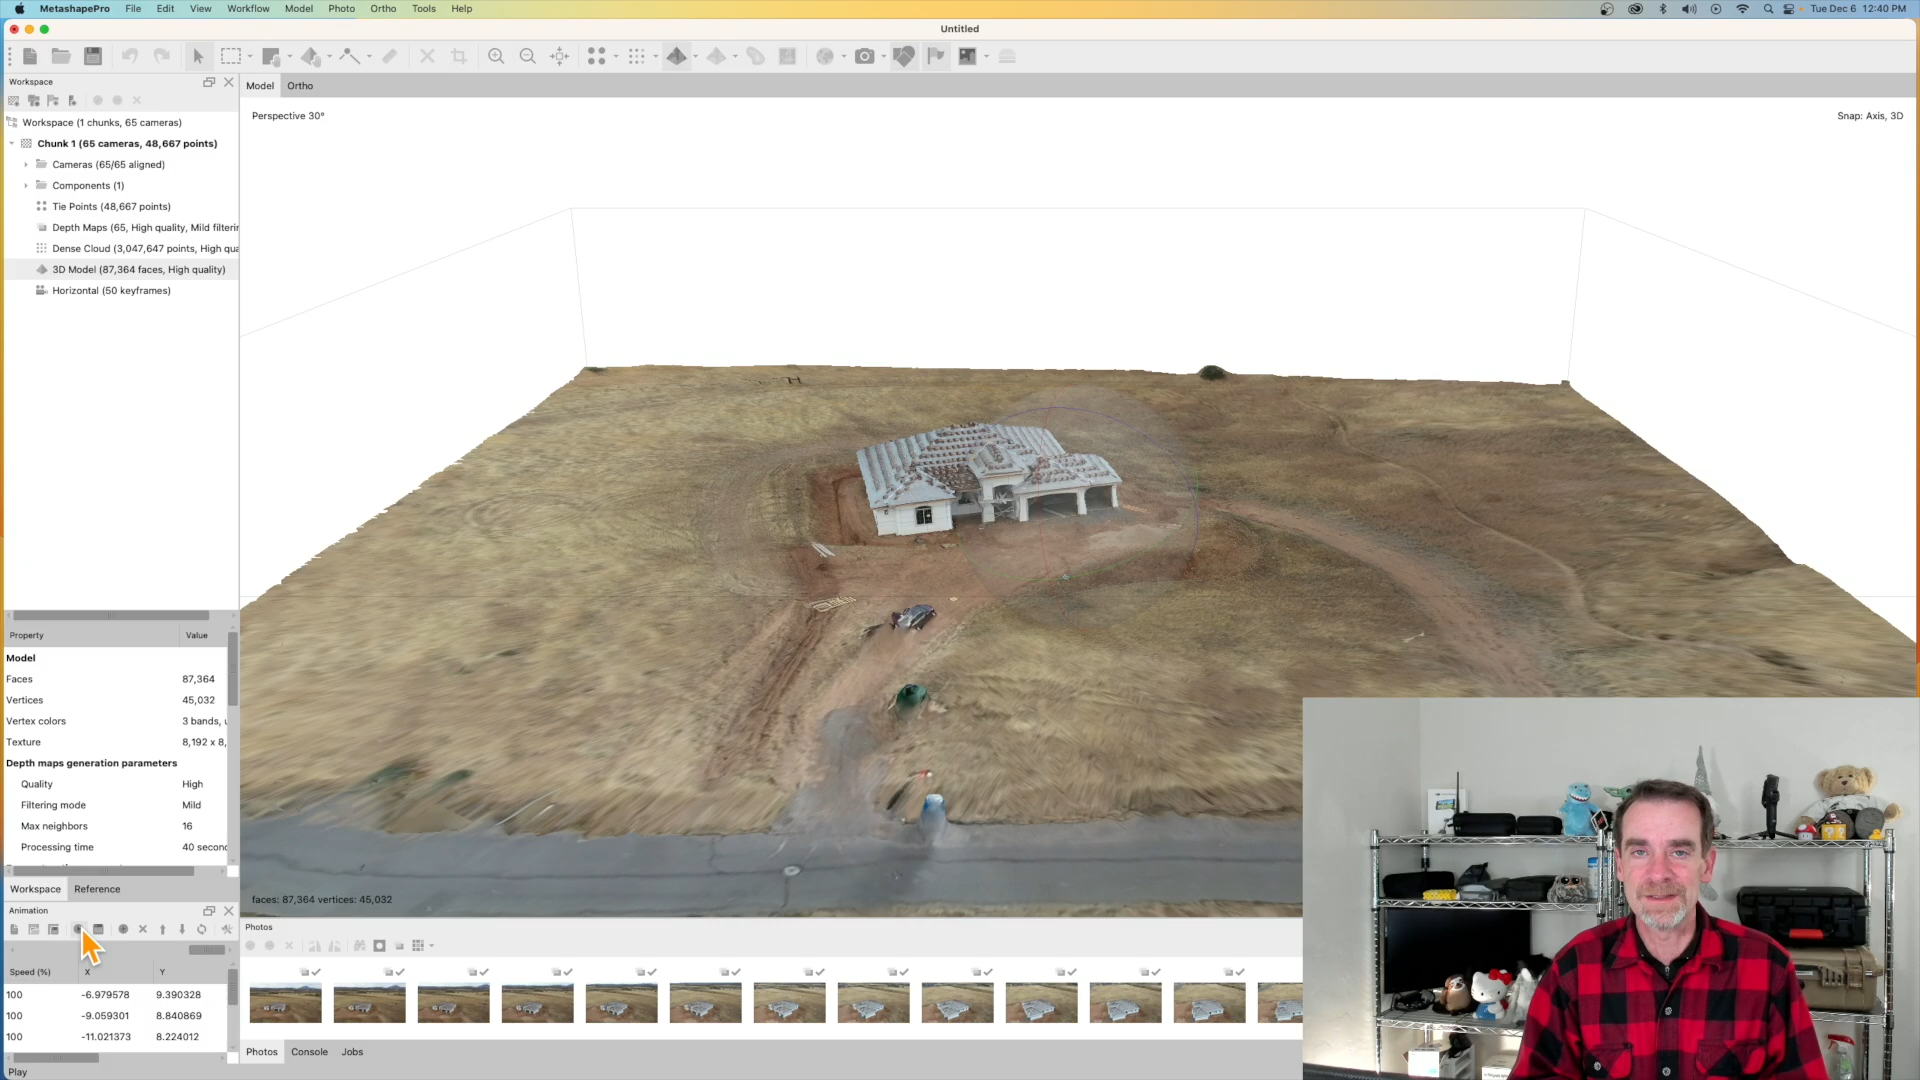 MetashapePro File Edit View Workflow Model Photo Ortho Tools Help
Tue Dec 6 12:40 PM
Untitled
Workspace
Model Ortho
Perspective 30°
Snap: Axis, 3D
Workspace (1 chunks, 65 cameras)
Chunk 1 (65 cameras, 48,667 points)
Cameras (65/65 aligned)
Components (1)
Tie Points (48,667 points)
Depth Maps (65, High quality, Mild filterin
Dense Cloud (3,047,647 points, High qua
3D Model (87,364 faces, High quality)
Horizontal (50 keyframes)
Property Value
Model
Faces 87,364
Vertices 45,032
Vertex colors 3 bands, u
Texture 8,192 x 8,
Depth maps generation parameters
Quality High
Filtering mode Mild
Max neighbors 16
Processing time 40 second
faces: 87,364 vertices: 45,032
Workspace Reference
Animation
Photos
Speed (%) X Y
100 -6.979578 9.390328
100 -9.059301 8.840869
100 -11.021373 8.224012
Photos Console Jobs
Play